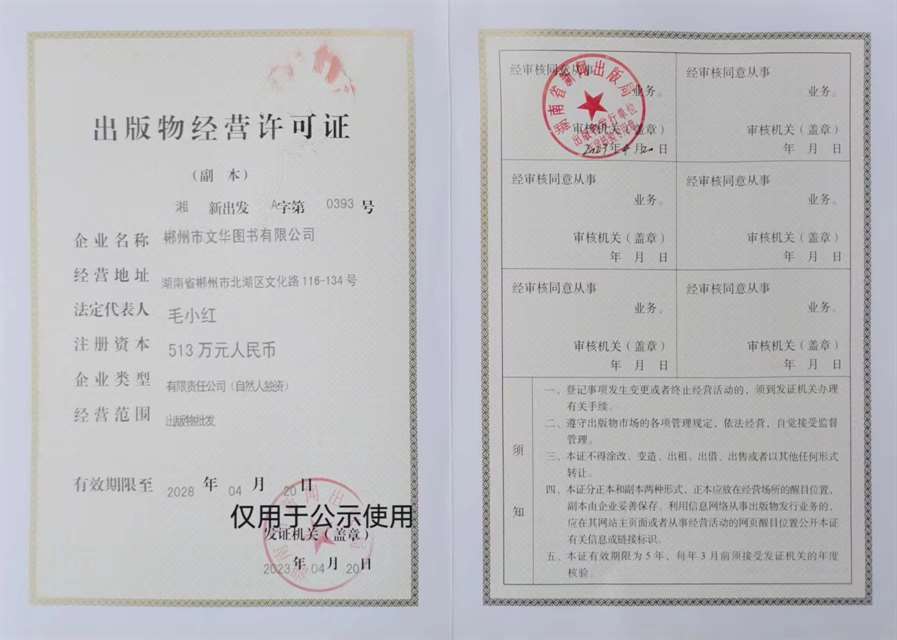 出版物经营许可证
（副 本）
湘 新出发 A字第 0393 号
企业名称 郴州市文华图书有限公司
经营地址 湖南省郴州市北湖区文化路116-134号
法定代表人 毛小红
注册资本 513万元人民币
企业类型 有限责任公司（自然人独资）
经营范围 出版物批发
有效期限至 2028 年 04 月 20 日
仅用于公示使用
发证机关（盖章）
2023 年 04 月 20 日
经审核同意从事
业务。
审核机关（盖章）
年 月 日
湖南省新闻出版局
经审核同意从事
业务。
审核机关（盖章）
年 月 日
经审核同意从事
业务。
审核机关（盖章）
年 月 日
经审核同意从事
业务。
审核机关（盖章）
年 月 日
经审核同意从事
业务。
审核机关（盖章）
年 月 日
经审核同意从事
业务。
审核机关（盖章）
年 月 日
须知
一、登记事项发生变更或者终止经营活动的，须到发证机关办理
有关手续。
二、遵守出版物市场的各项管理规定，依法经营，自觉接受监督
管理。
三、本证不得涂改、变造、出租、出借、出售或者以其他任何形式
转让。
四、本证分正本和副本两种形式，正本应放在经营场所的醒目位置，
副本由企业妥善保存。利用信息网络从事出版物发行业务的，
应在其网站主页面或者从事经营活动的网页醒目位置公开本证
有关信息或链接标识。
五、本证有效期限为5年，每年3月前须接受发证机关的年度
核验。